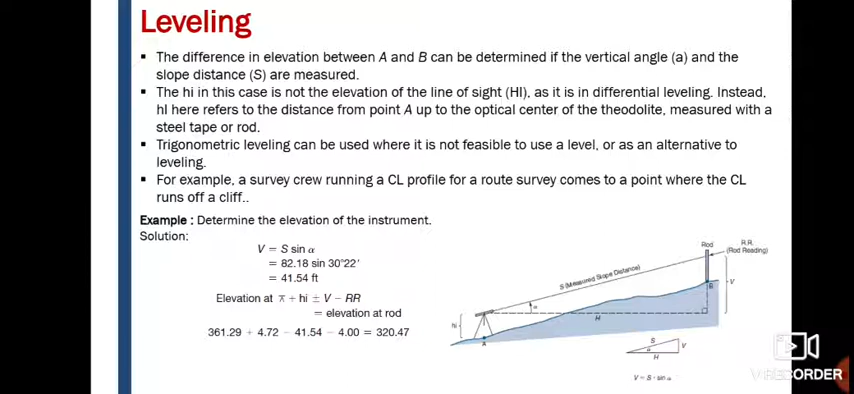 Leveling
▪ The difference in elevation between A and B can be determined if the vertical angle (a) and the
slope distance (S) are measured.
▪ The hi in this case is not the elevation of the line of sight (HI), as it is in differential leveling. Instead,
hI here refers to the distance from point A up to the optical center of the theodolite, measured with a
steel tape or rod.
▪ Trigonometric leveling can be used where it is not feasible to use a level, or as an alternative to
leveling.
▪ For example, a survey crew running a CL profile for a route survey comes to a point where the CL
runs off a cliff..
Example : Determine the elevation of the instrument.
Solution:
V = S sin α
= 82.18 sin 30°22′
= 41.54 ft
Elevation at ⊼ + hi ± V − RR
= elevation at rod
361.29 + 4.72 − 41.54 − 4.00 = 320.47
Rod
R.R.
(Rod Reading)
S (Measured Slope Distance)
B
V
α
H
hi
A
S
V
α
H
V = S · sin α
RECORDER